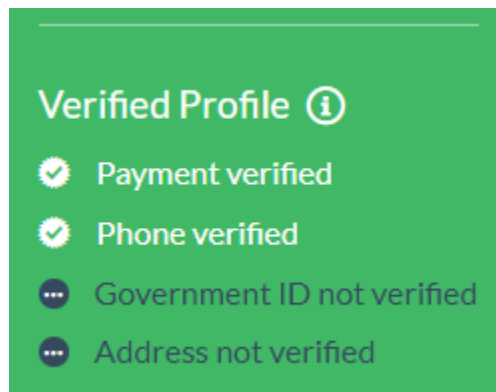 Verified Profile
Payment verified
Phone verified
Government ID not verified
Address not verified